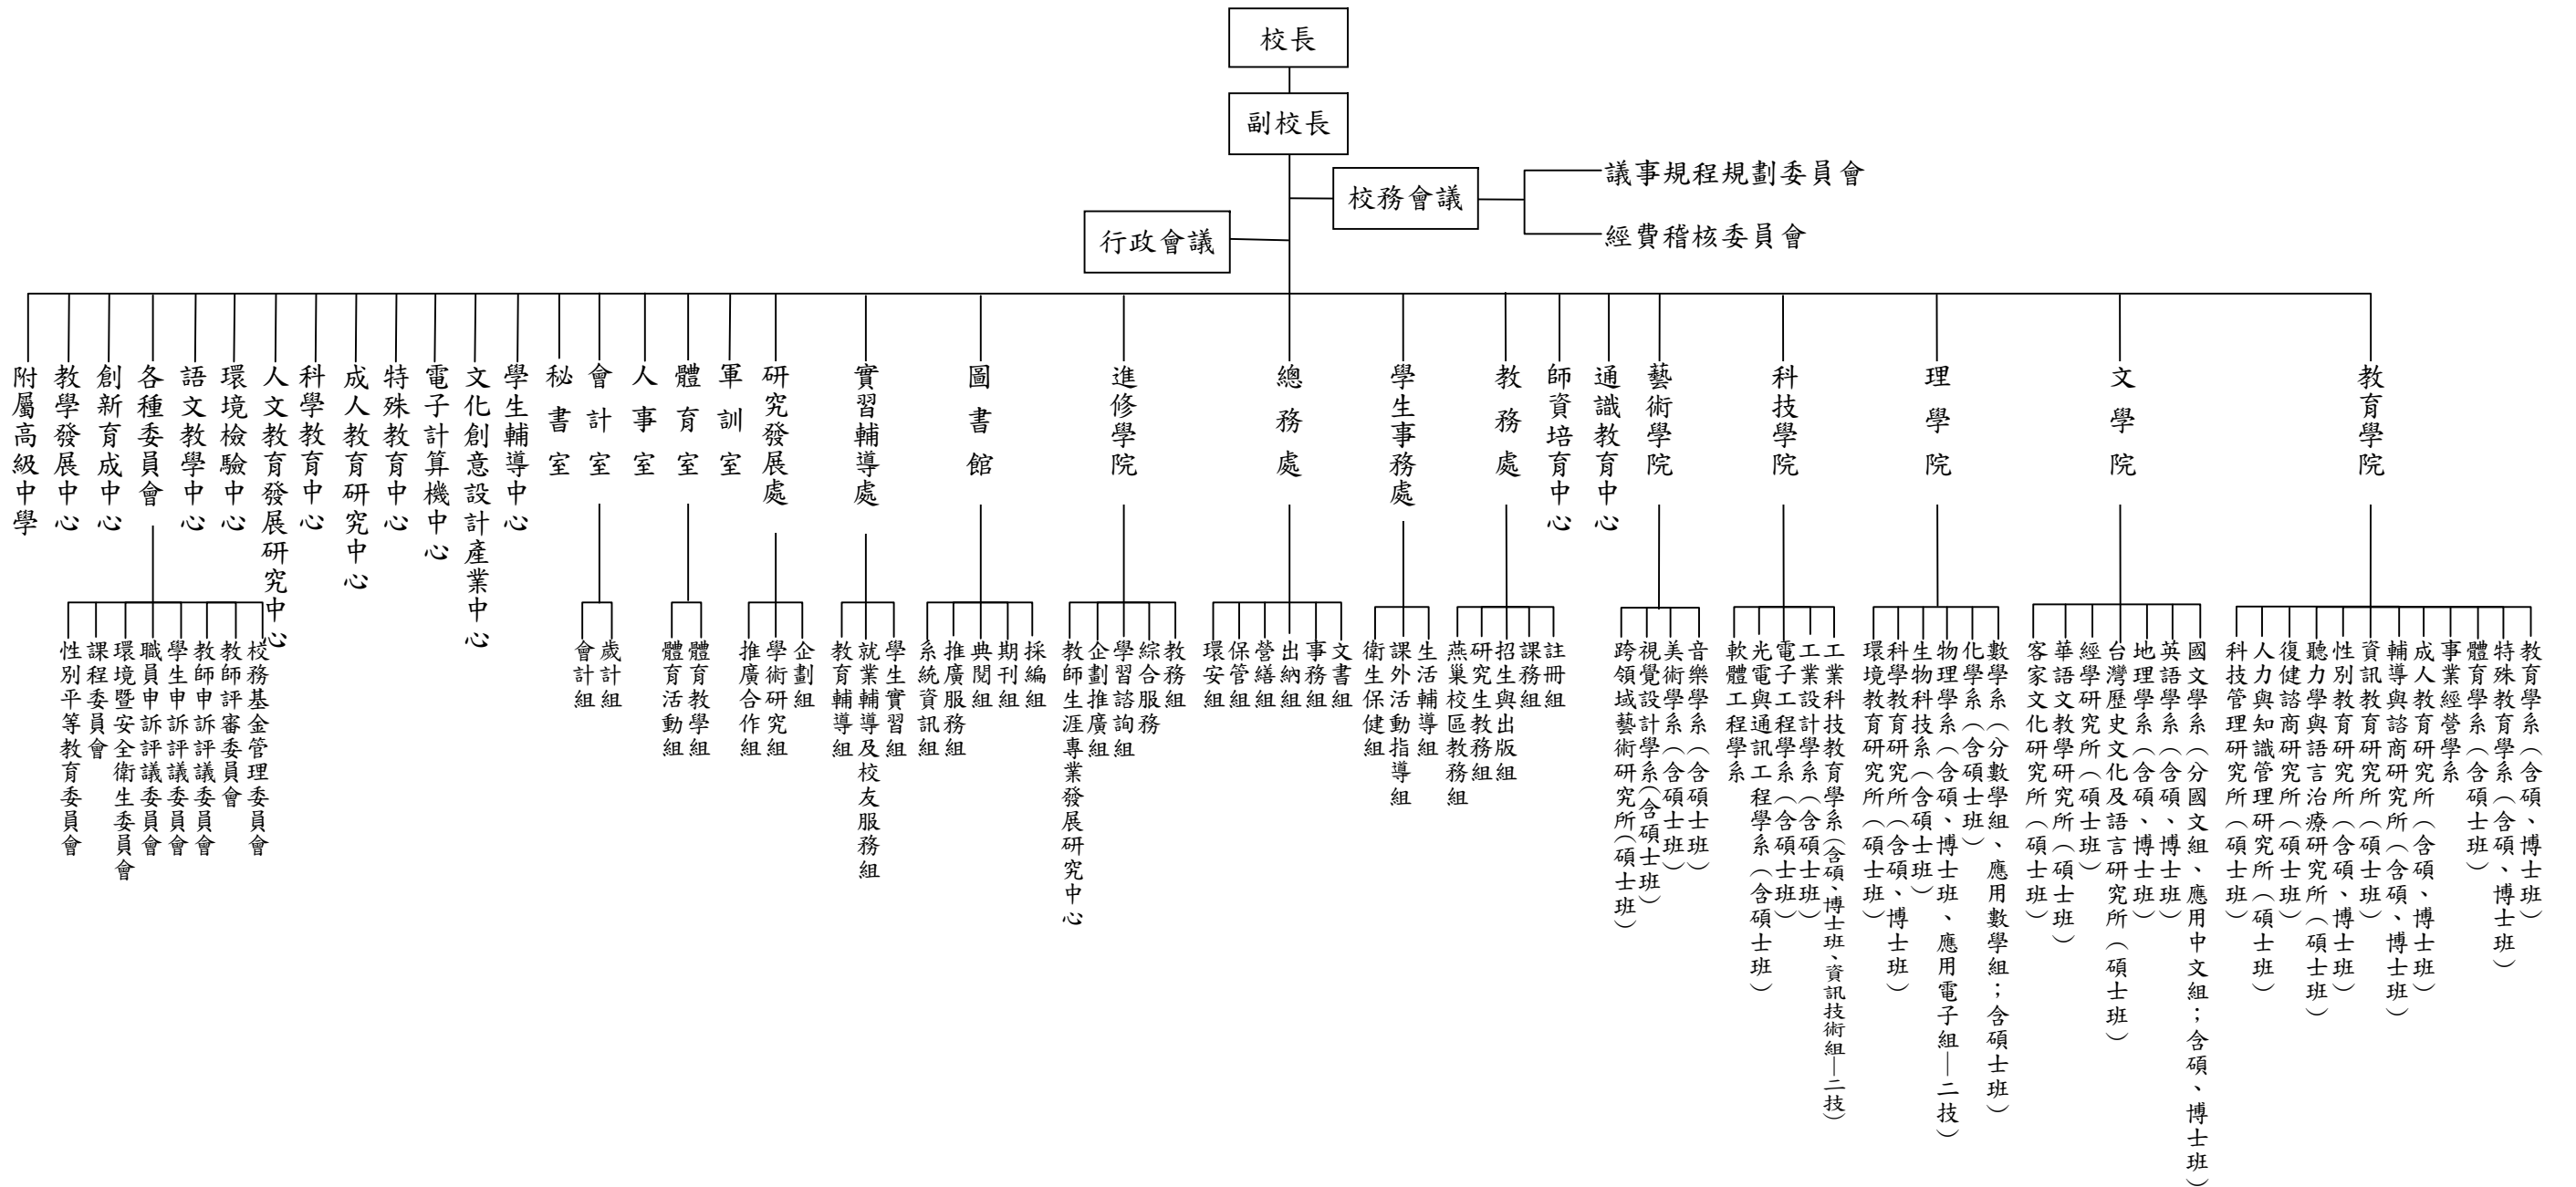 校長
副校長
校務會議
議事規程規劃委員會
經費稽核委員會
行政會議
附屬高級中學
教學發展中心
創新育成中心
各種委員會
語文教學中心
環境檢驗中心
人文教育發展研究中心
科學教育中心
成人教育研究中心
特殊教育中心
電子計算機中心
文化創意設計產業中心
學生輔導中心
秘書室
會計室
人事室
體育室
軍訓室
研究發展處
實習輔導處
圖書館
進修學院
總務處
學生事務處
教務處
師資培育中心
通識教育中心
藝術學院
科技學院
理學院
文學院
教育學院
性別平等教育委員會
課程委員會
環境暨安全衛生委員會
職員申訴評議委員會
學生申訴評議委員會
教師申訴評議委員會
教師評審委員會
校務基金管理委員會
會計組
歲計組
體育活動組
體育教學組
推廣合作組
學術研究組
企劃組
教育輔導組
就業輔導及校友服務組
學生實習組
系統資訊組
推廣服務組
典閱組
期刊組
採編組
教師生涯專業發展研究中心
企劃推廣組
學習諮詢組
綜合服務
教務組
環安組
保管組
營繕組
出納組
事務組
文書組
衛生保健組
課外活動指導組
生活輔導組
燕巢校區教務組
研究生教務組
招生與出版組
課務組
註冊組
跨領域藝術研究所(碩士班)
視覺設計學系(含碩士班)
美術學系(含碩士班)
音樂學系(含碩士班)
軟體工程學系
光電與通訊工程學系(含碩士班)
電子工程學系(含碩士班)
工業設計學系(含碩士班)
工業科技教育學系(含碩、博士班、資訊技術組—二技)
環境教育研究所(碩士班)
科學教育研究所(含碩、博士班)
生物科技系(含碩士班)
物理學系(含碩、博士班、應用電子組—二技)
化學系(含碩士班)
數學系(分數學組、應用數學組；含碩士班)
客家文化研究所(碩士班)
華語文教學研究所(碩士班)
經學研究所(碩士班)
台灣歷史文化及語言研究所(碩士班)
地理學系(含碩、博士班)
英語學系(含碩、博士班)
國文學系(分國文組、應用中文組；含碩、博士班)
科技管理研究所(碩士班)
人力與知識管理研究所(碩士班)
復健諮商研究所(碩士班)
聽力學與語言治療研究所(碩士班)
性別教育研究所(含碩、博士班)
資訊教育研究所(碩士班)
輔導與諮商研究所(含碩、博士班)
成人教育研究所(含碩、博士班)
事業經營學系
體育學系(含碩士班)
特殊教育學系(含碩、博士班)
教育學系(含碩、博士班)